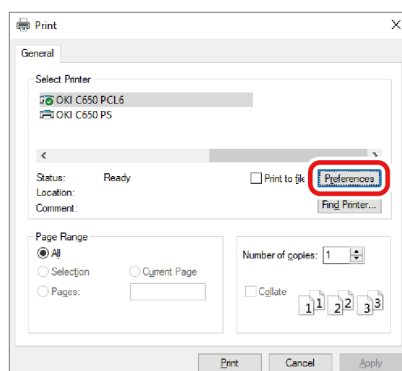 Print
General
Select Printer
OKI C650 PCL6
OKI C650 PS
Status: Ready
Print to file
Preferences
Location:
Comment:
Find Printer...
Page Range
All
Selection
Current Page
Pages:
Number of copies: 1
Collate
1 1 2 2 3 3
Print
Cancel
Apply